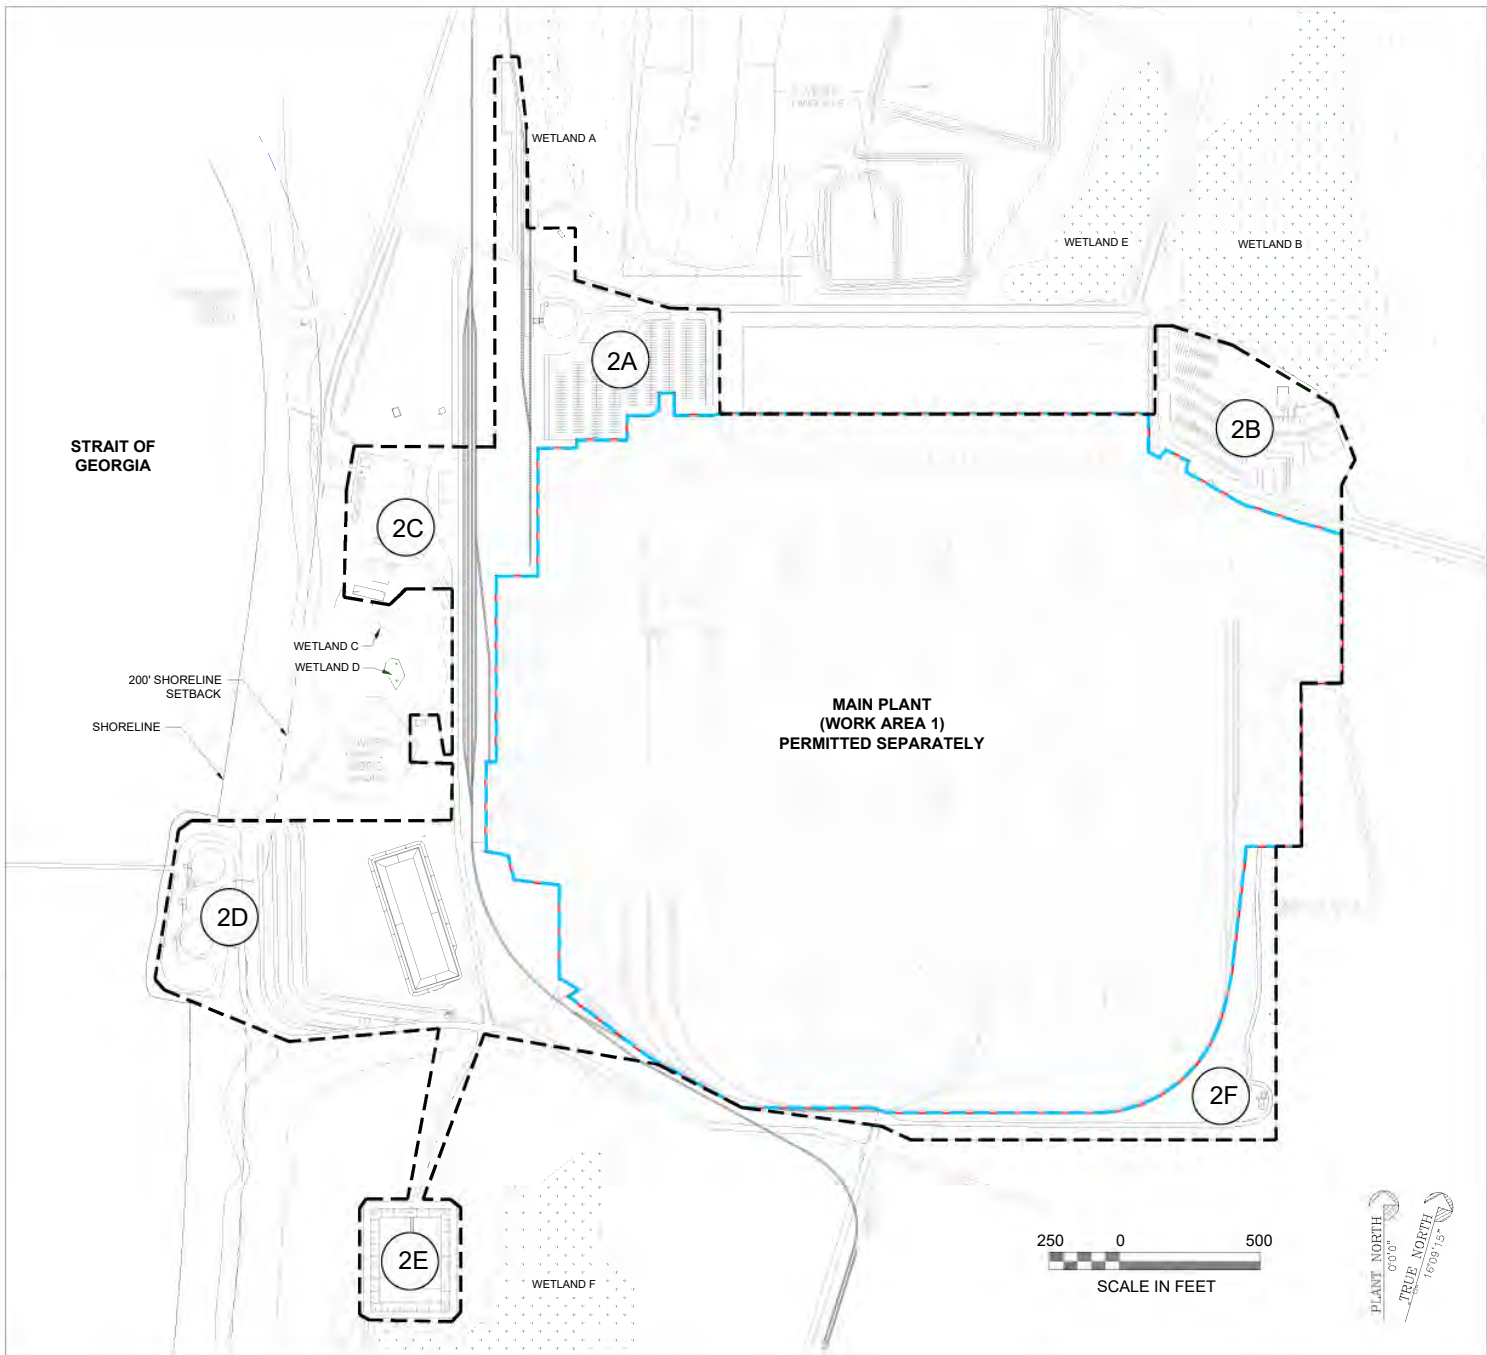 WETLAND A
WETLAND E
WETLAND B
2A
2B
STRAIT OF
GEORGIA
2C
WETLAND C
WETLAND D
200' SHORELINE
SETBACK
SHORELINE
MAIN PLANT
(WORK AREA 1)
PERMITTED SEPARATELY
2D
2F
2E
WETLAND F
250 0 500
SCALE IN FEET
PLANT NORTH
0°0'0"
TRUE NORTH
16°09'15"